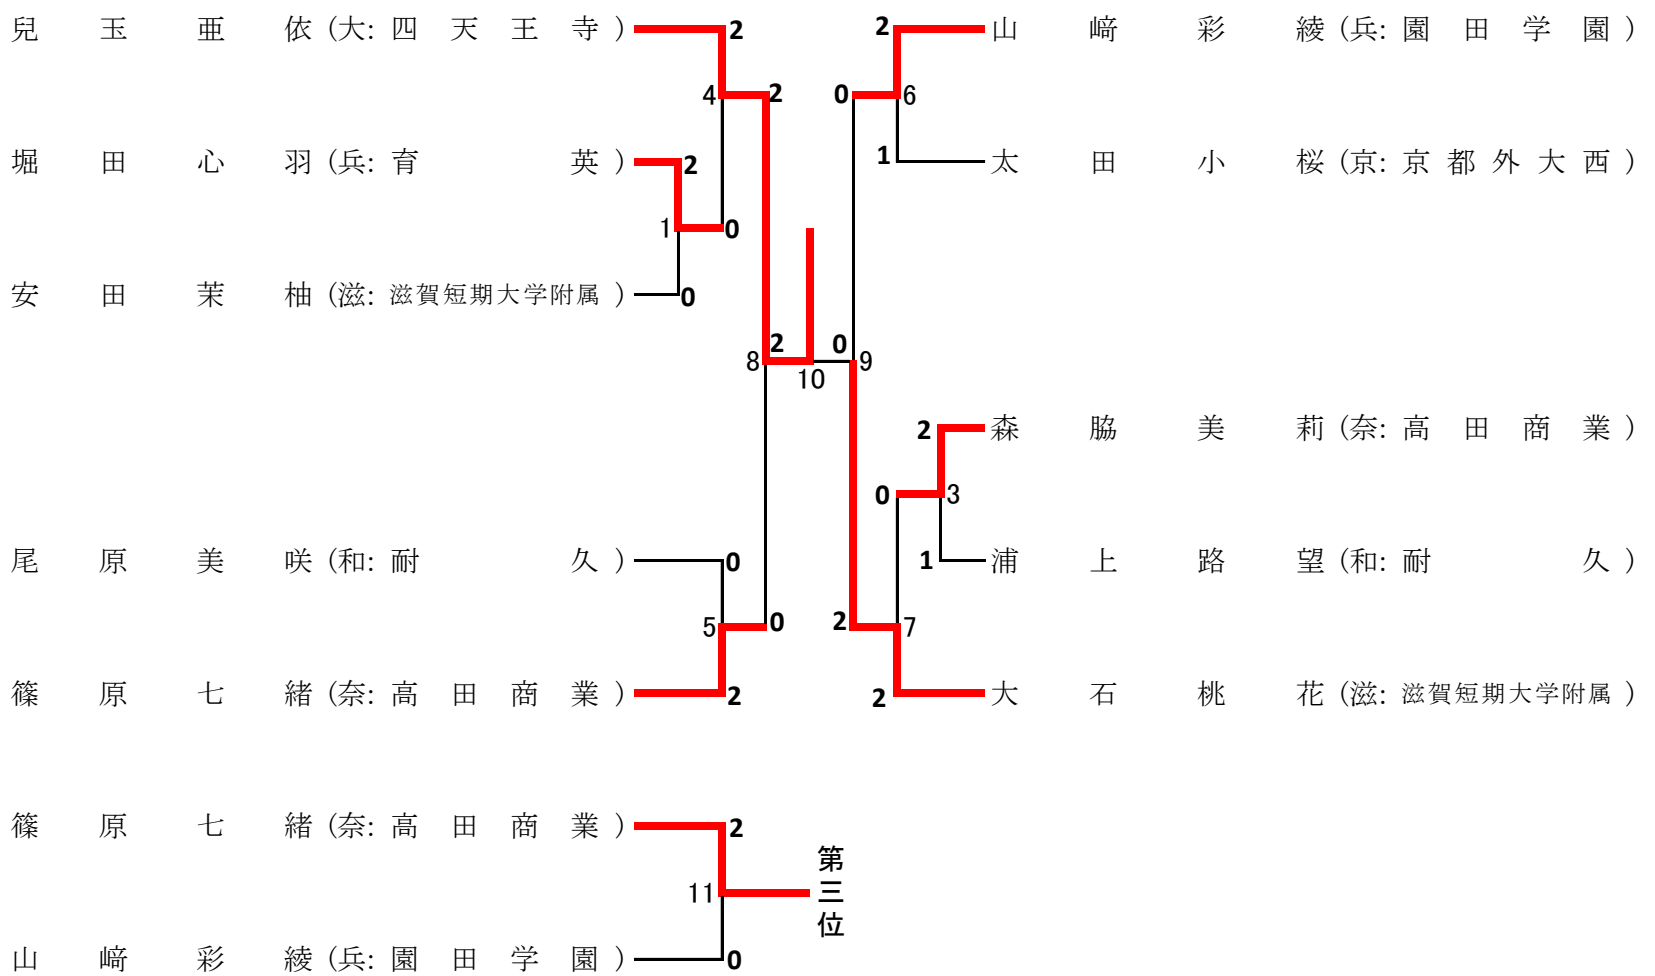 兒玉亜依(大:四天王寺) 2 2 山﨑彩綾(兵:園田学園)
4 2 0 6
堀田心羽(兵:育英) 2 1 太田小桜(京:京都外大西)
1 0
安田茉柚(滋:滋賀短期大学附属) 0
8 2 0 9
10
2 森脇美莉(奈:高田商業)
0 3
尾原美咲(和:耐久) 0 1 浦上路望(和:耐久)
5 0 2 7
篠原七緒(奈:高田商業) 2 2 大石桃花(滋:滋賀短期大学附属)
篠原七緒(奈:高田商業) 2
11 第三位
山﨑彩綾(兵:園田学園) 0